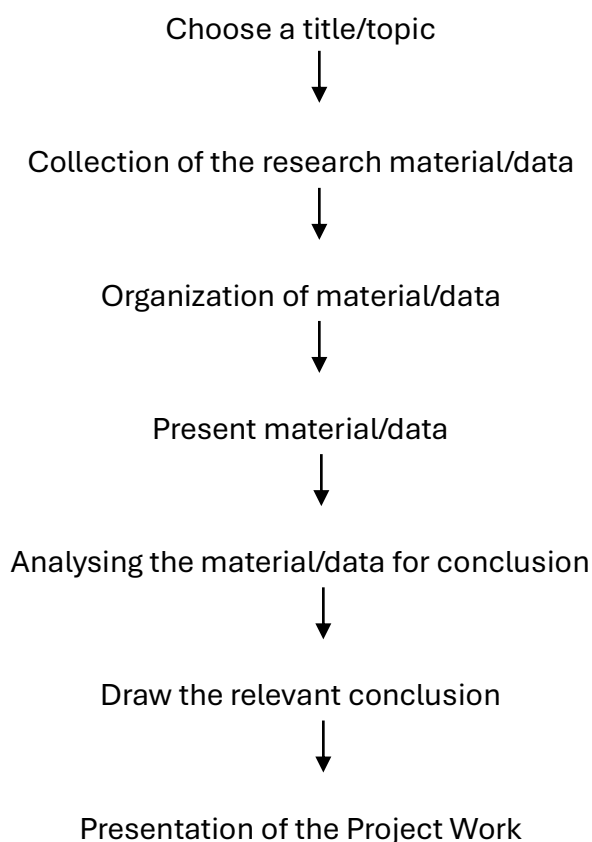 Choose a title/topic
Collection of the research material/data
Organization of material/data
Present material/data
Analysing the material/data for conclusion
Draw the relevant conclusion
Presentation of the Project Work